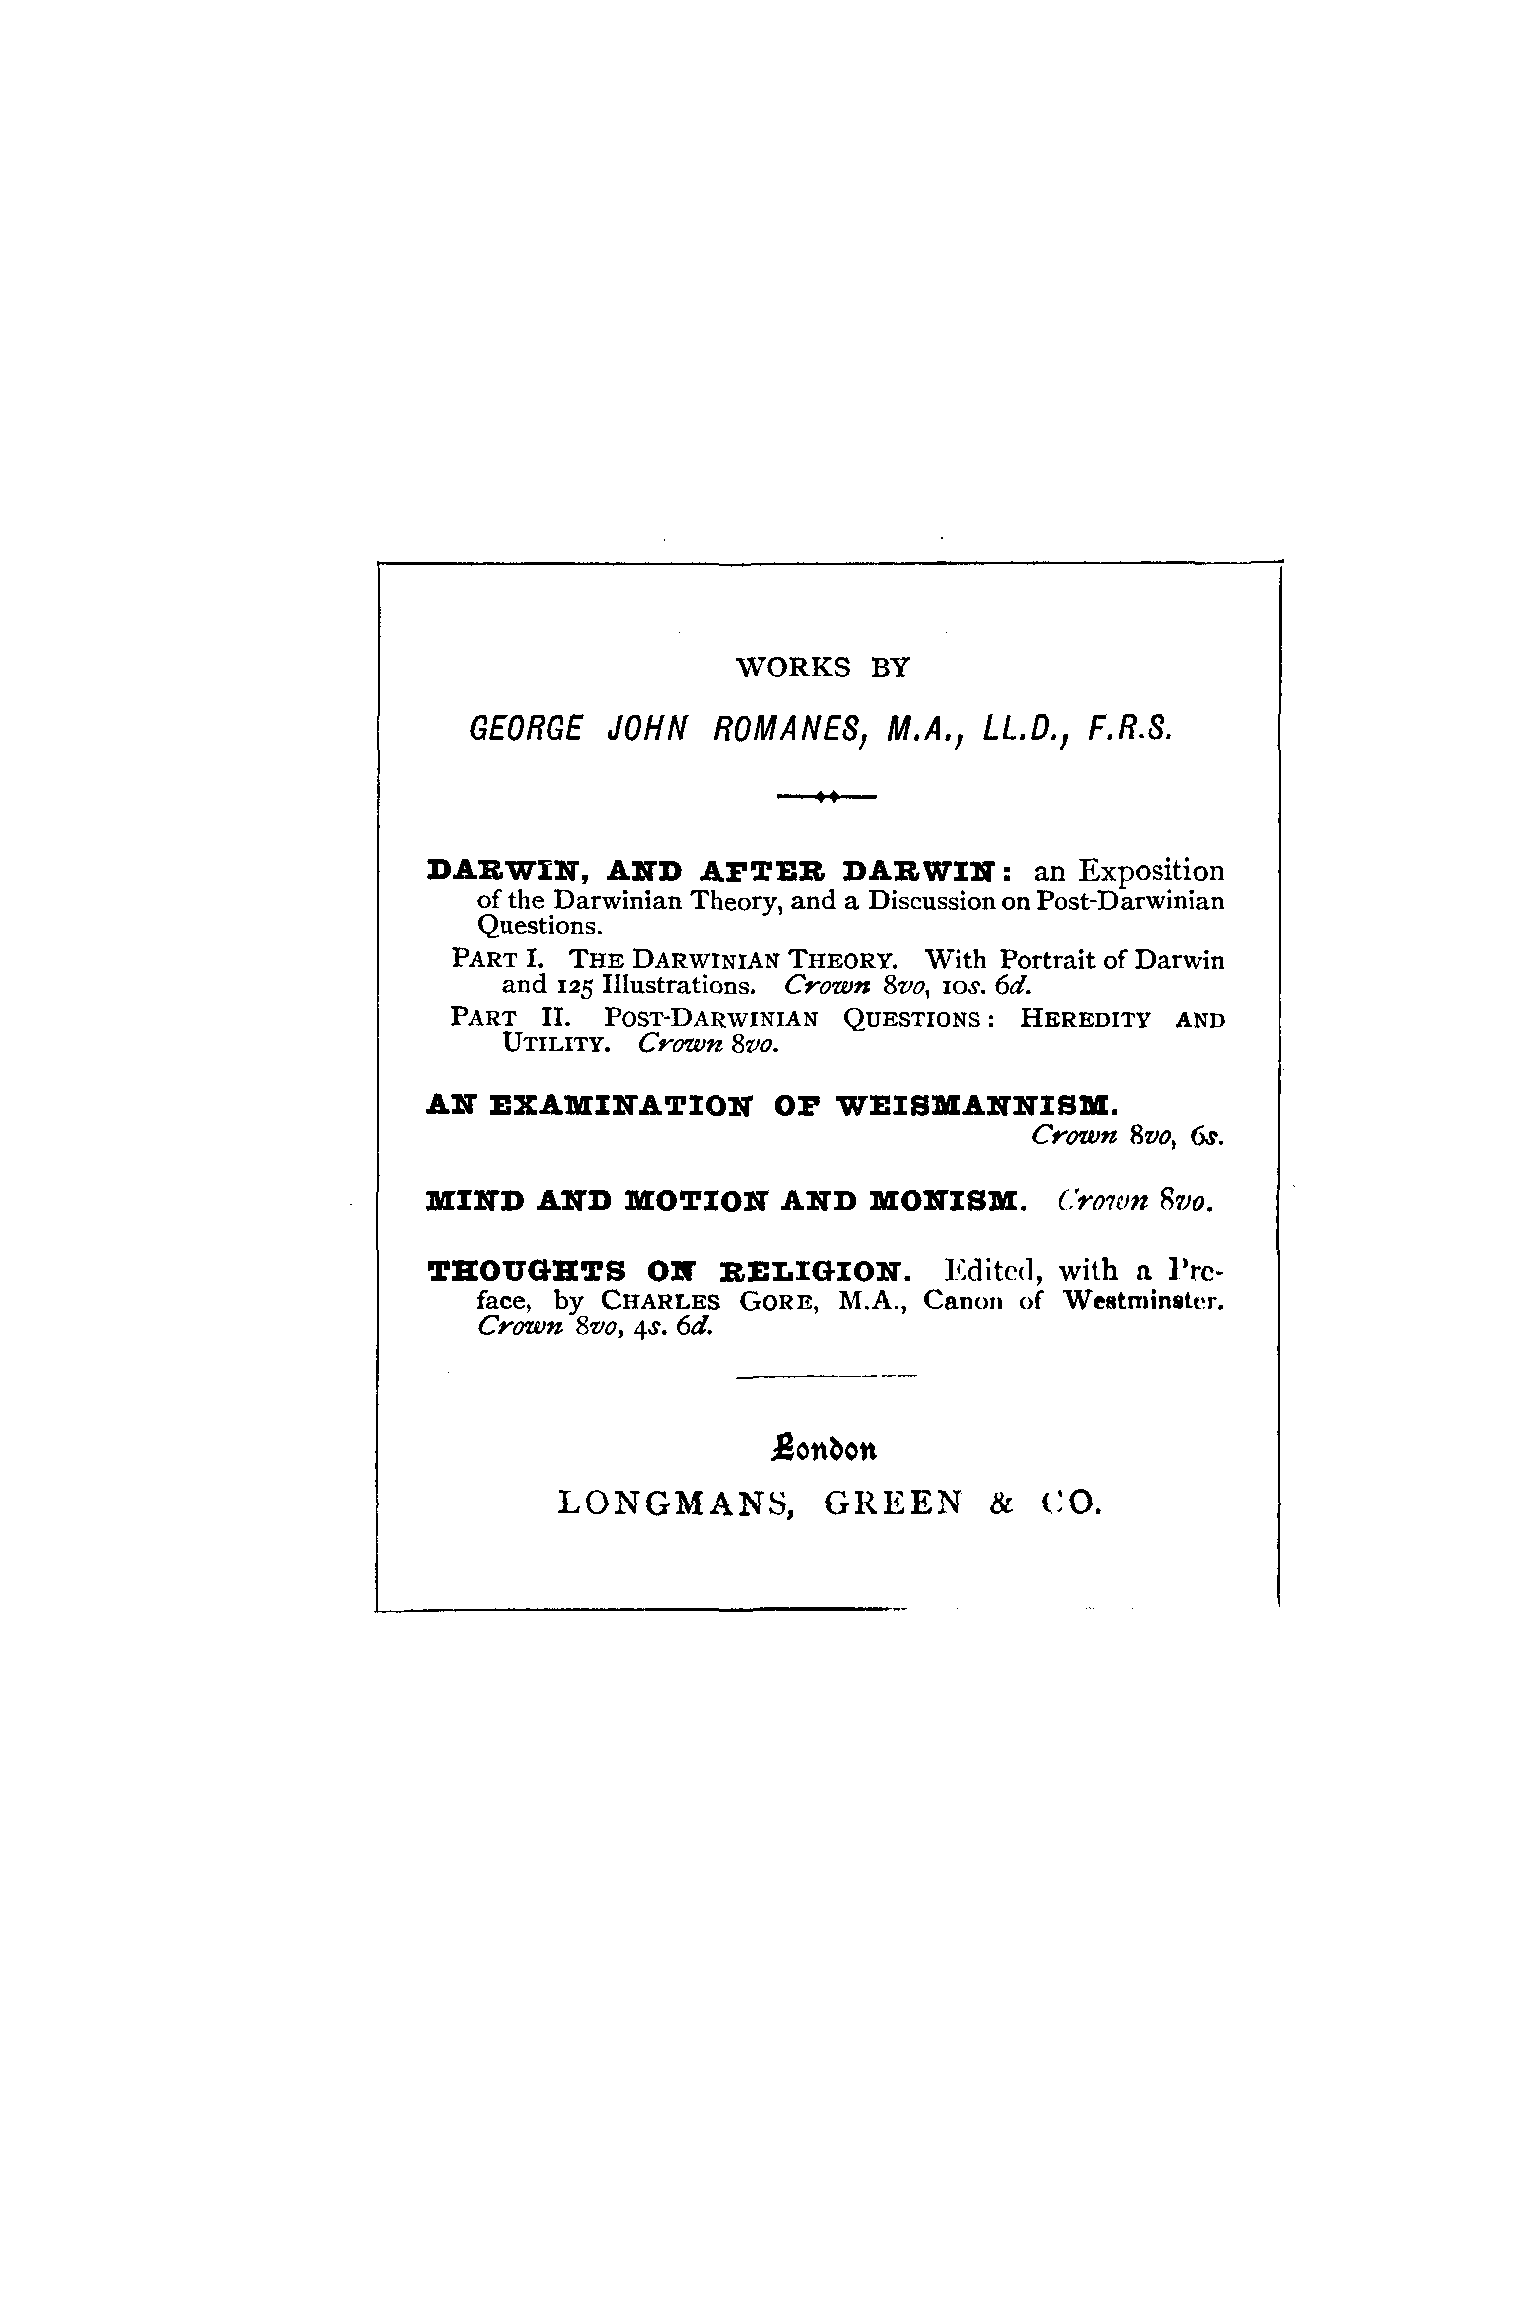 WORKS BY
GEORGE JOHN ROMANES, M.A., LL.D., F.R.S.
DARWIN, AND AFTER DARWIN: an Exposition
of the Darwinian Theory, and a Discussion on Post-Darwinian
Questions.
PART I. THE DARWINIAN THEORY. With Portrait of Darwin
and 125 Illustrations. Crown 8vo, 10s. 6d.
PART II. POST-DARWINIAN QUESTIONS: HEREDITY AND
UTILITY. Crown 8vo.
AN EXAMINATION OF WEISMANNISM.
Crown 8vo, 6s.
MIND AND MOTION AND MONISM. Crown 8vo.
THOUGHTS ON RELIGION. Edited, with a Pre-
face, by CHARLES GORE, M.A., Canon of Westminster.
Crown 8vo, 4s. 6d.
London
LONGMANS, GREEN & CO.